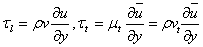 τ_l = ρν ∂u/∂y , τ_t = μ_t ∂u̅/∂y = ρν_t ∂u̅/∂y